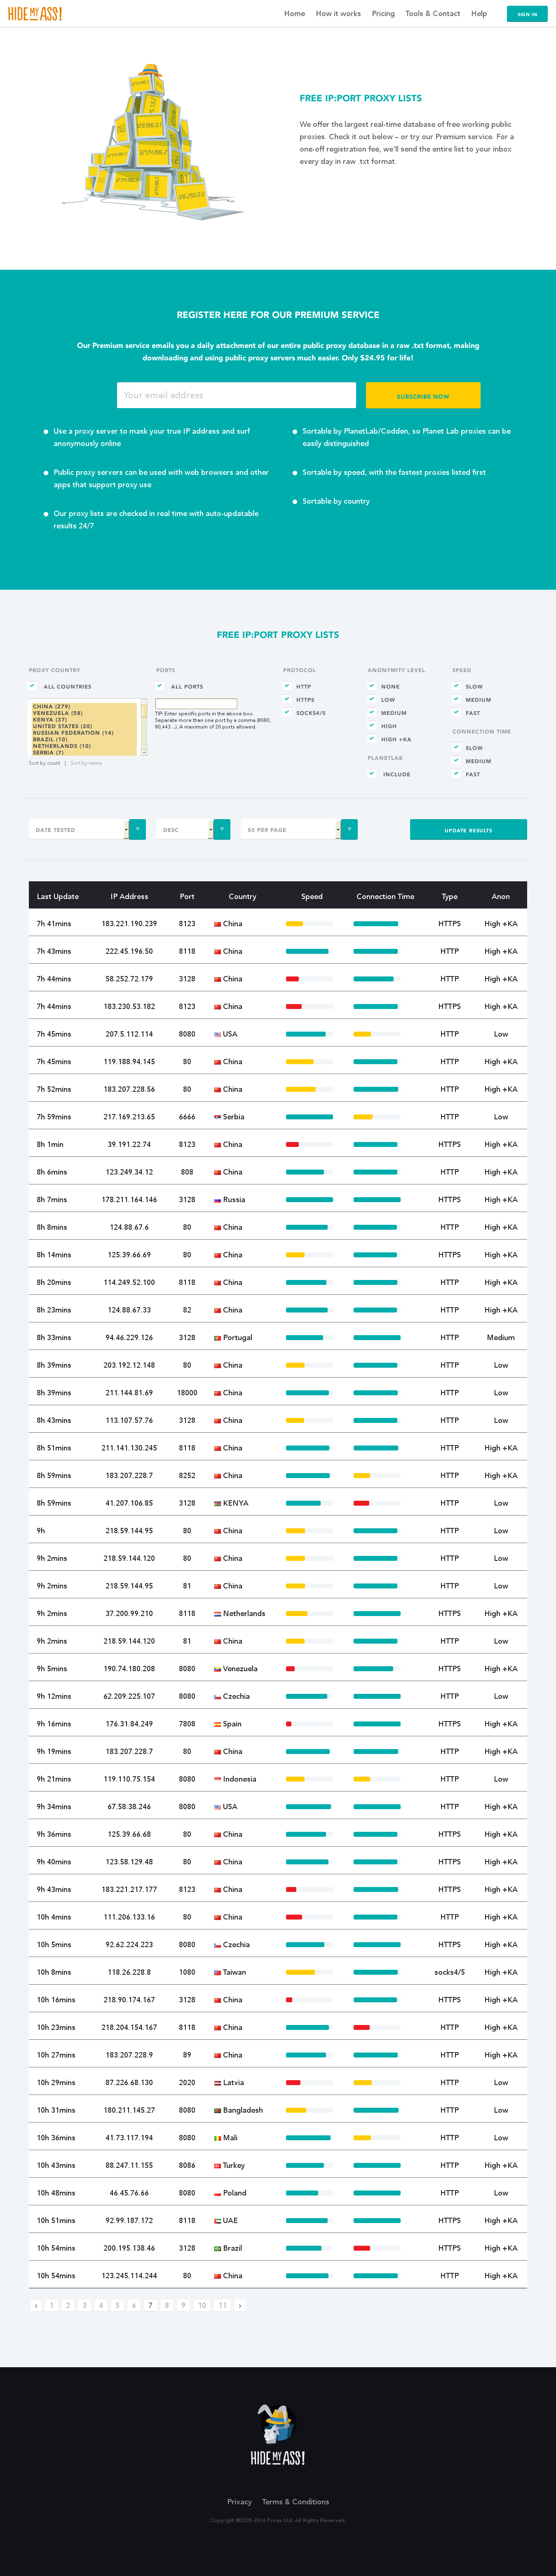 HIDE MY ASS!
Home How it works Pricing Tools & Contact Help SIGN IN
FREE IP:PORT PROXY LISTS
We offer the largest real-time database of free working public
proxies. Check it out below – or try our Premium service. For a
one-off registration fee, we'll send the entire list to your inbox
every day in raw .txt format.
REGISTER HERE FOR OUR PREMIUM SERVICE
Our Premium service emails you a daily attachment of our entire public proxy database in a raw .txt format, making
downloading and using public proxy servers much easier. Only $24.95 for life!
Your email address SUBSCRIBE NOW
Use a proxy server to mask your true IP address and surf
anonymously online
Public proxy servers can be used with web browsers and other
apps that support proxy use
Our proxy lists are checked in real time with auto-updatable
results 24/7
Sortable by PlanetLab/Codden, so Planet Lab proxies can be
easily distinguished
Sortable by speed, with the fastest proxies listed first
Sortable by country
FREE IP:PORT PROXY LISTS
PROXY COUNTRY
ALL COUNTRIES
CHINA (279)
VENEZUELA (58)
KENYA (37)
UNITED STATES (20)
RUSSIAN FEDERATION (14)
BRAZIL (10)
NETHERLANDS (10)
SERBIA (7)
Sort by count | Sort by name
PORTS
ALL PORTS
TIP: Enter specific ports in the above box.
Separate more than one port by a comma (8080,
80,443 ...). A maximum of 20 ports allowed.
PROTOCOL
HTTP
HTTPS
SOCKS4/5
ANONYMITY LEVEL
NONE
LOW
MEDIUM
HIGH
HIGH +KA
PLANETLAB
INCLUDE
SPEED
SLOW
MEDIUM
FAST
CONNECTION TIME
SLOW
MEDIUM
FAST
DATE TESTED DESC 50 PER PAGE UPDATE RESULTS
Last Update IP Address Port Country Speed Connection Time Type Anon
7h 41mins 183.221.190.239 8123 China HTTPS High +KA
7h 43mins 222.45.196.50 8118 China HTTP High +KA
7h 44mins 58.252.72.179 3128 China HTTP High +KA
7h 44mins 183.230.53.182 8123 China HTTPS High +KA
7h 45mins 207.5.112.114 8080 USA HTTP Low
7h 45mins 119.188.94.145 80 China HTTP High +KA
7h 52mins 183.207.228.56 80 China HTTP High +KA
7h 59mins 217.169.213.65 6666 Serbia HTTP Low
8h 1min 39.191.22.74 8123 China HTTPS High +KA
8h 6mins 123.249.34.12 808 China HTTP High +KA
8h 7mins 178.211.164.146 3128 Russia HTTPS High +KA
8h 8mins 124.88.67.6 80 China HTTP High +KA
8h 14mins 125.39.66.69 80 China HTTPS High +KA
8h 20mins 114.249.52.100 8118 China HTTP High +KA
8h 23mins 124.88.67.33 82 China HTTP High +KA
8h 33mins 94.46.229.126 3128 Portugal HTTP Medium
8h 39mins 203.192.12.148 80 China HTTP Low
8h 39mins 211.144.81.69 18000 China HTTP Low
8h 43mins 113.107.57.76 3128 China HTTP Low
8h 51mins 211.141.130.245 8118 China HTTP High +KA
8h 59mins 183.207.228.7 8252 China HTTP High +KA
8h 59mins 41.207.106.85 3128 KENYA HTTP Low
9h 218.59.144.95 80 China HTTP Low
9h 2mins 218.59.144.120 80 China HTTP Low
9h 2mins 218.59.144.95 81 China HTTP Low
9h 2mins 37.200.99.210 8118 Netherlands HTTPS High +KA
9h 2mins 218.59.144.120 81 China HTTP Low
9h 5mins 190.74.180.208 8080 Venezuela HTTPS High +KA
9h 12mins 62.209.225.107 8080 Czechia HTTP Low
9h 16mins 176.31.84.249 7808 Spain HTTPS High +KA
9h 19mins 183.207.228.7 80 China HTTP High +KA
9h 21mins 119.110.75.154 8080 Indonesia HTTP Low
9h 34mins 67.58.38.246 8080 USA HTTP High +KA
9h 36mins 125.39.66.68 80 China HTTPS High +KA
9h 40mins 123.58.129.48 80 China HTTPS High +KA
9h 43mins 183.221.217.177 8123 China HTTPS High +KA
10h 4mins 111.206.133.16 80 China HTTP High +KA
10h 5mins 92.62.224.223 8080 Czechia HTTPS High +KA
10h 8mins 118.26.228.8 1080 Taiwan socks4/5 High +KA
10h 16mins 218.90.174.167 3128 China HTTPS High +KA
10h 23mins 218.204.154.167 8118 China HTTP High +KA
10h 27mins 183.207.228.9 89 China HTTP High +KA
10h 29mins 87.226.68.130 2020 Latvia HTTP Low
10h 31mins 180.211.145.27 8080 Bangladesh HTTP Low
10h 36mins 41.73.117.194 8080 Mali HTTP Low
10h 43mins 88.247.11.155 8086 Turkey HTTP High +KA
10h 48mins 46.45.76.66 8080 Poland HTTP Low
10h 51mins 92.99.187.172 8118 UAE HTTPS High +KA
10h 54mins 200.195.138.46 3128 Brazil HTTPS High +KA
10h 54mins 123.245.114.244 80 China HTTP High +KA
‹ 1 2 3 4 5 6 7 8 9 10 11 ›
HIDE MY ASS!
Privacy Terms & Conditions
Copyright ©2005-2014 Privax Ltd. All Rights Reserved.